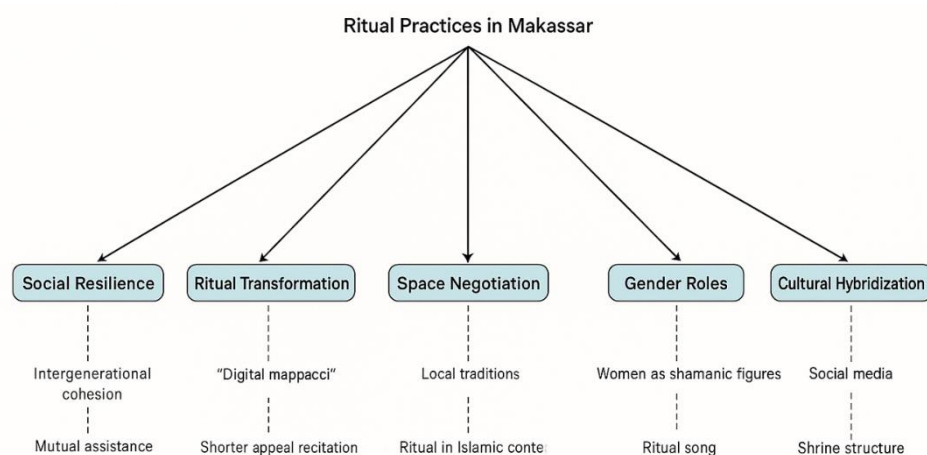 Ritual Practices in Makassar
Social Resilience
Ritual Transformation
Space Negotiation
Gender Roles
Cultural Hybridization
Intergenerational
cohesion
"Digital mappacci"
Local traditions
Women as shamanic figures
Social media
Mutual assistance
Shorter appeal recitation
Ritual in Islamic conte
Ritual song
Shrine structure